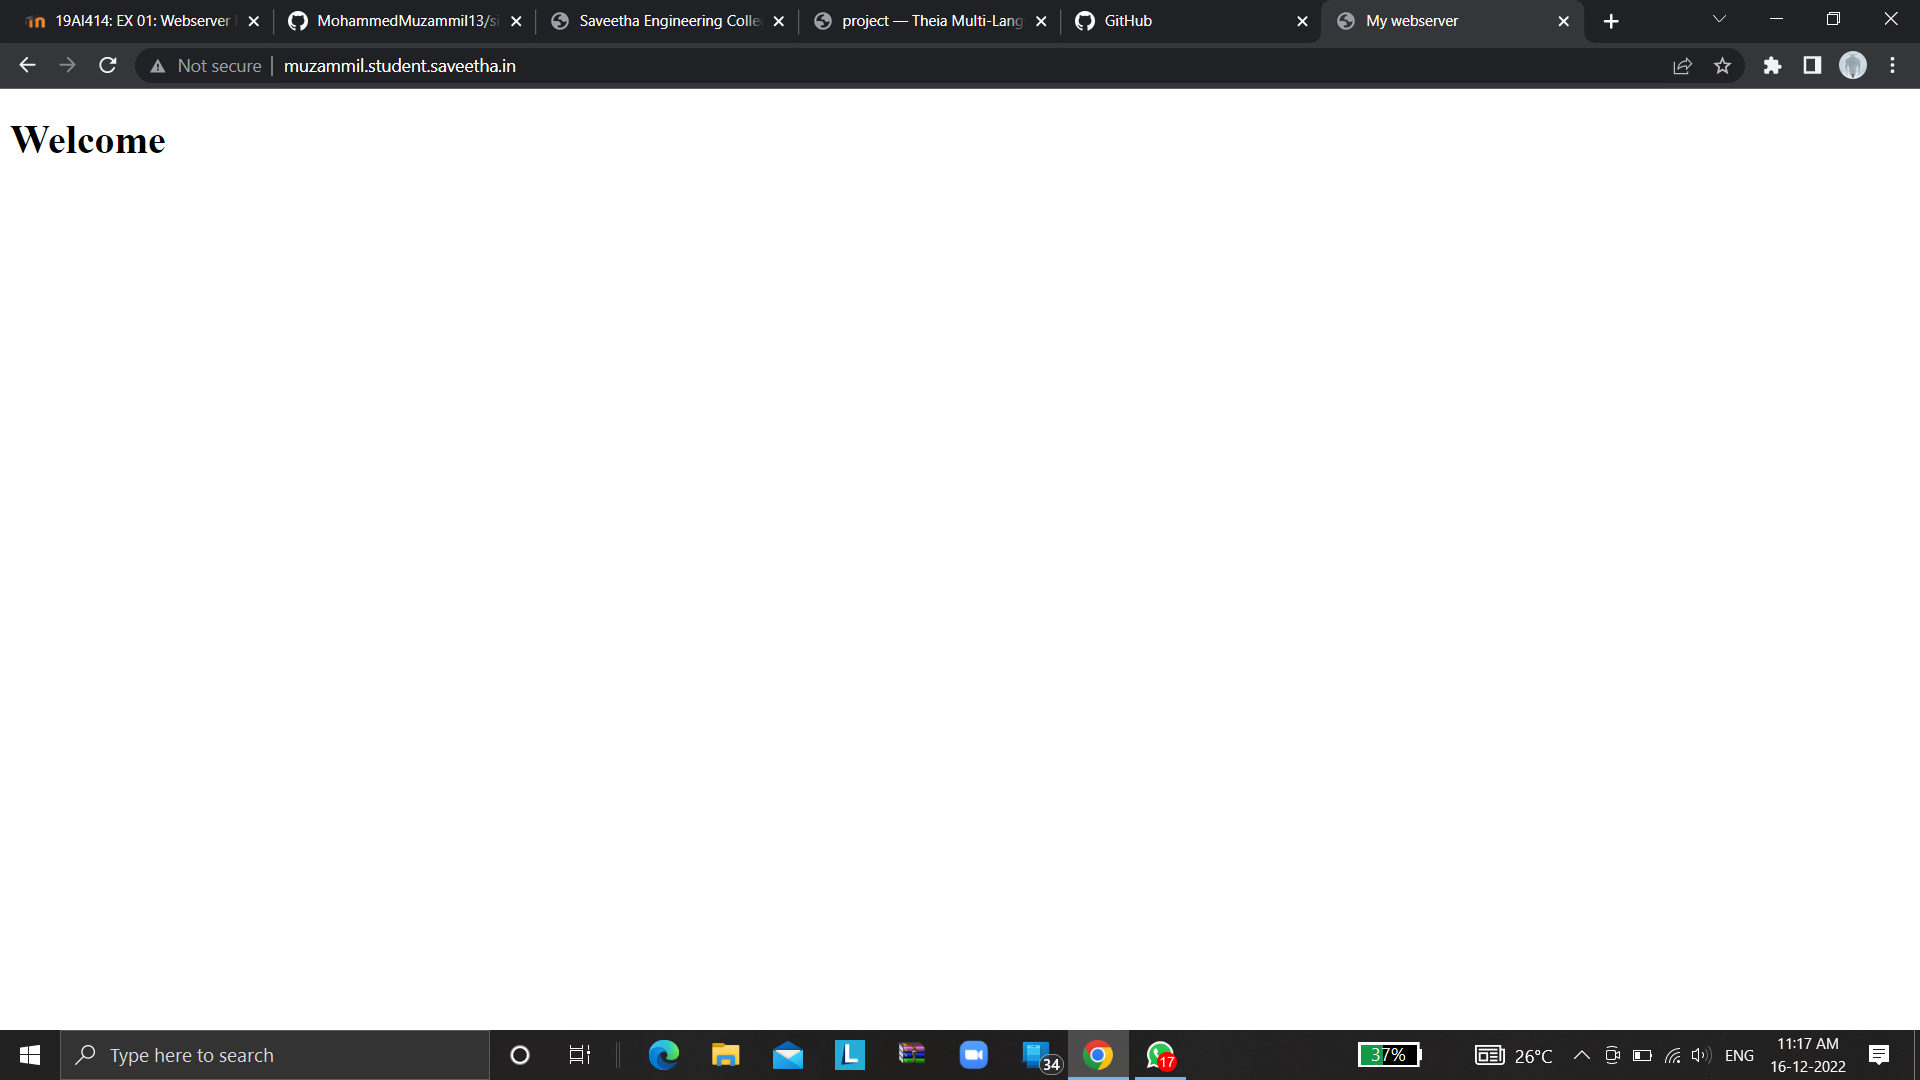 19AI414: EX 01: Webserver
MohammedMuzammil13/si
Saveetha Engineering Colle
project — Theia Multi-Lang
GitHub
My webserver
Not secure
muzammil.student.saveetha.in
Welcome
Type here to search
L
34
17
37%
26°C
ENG
11:17 AM
16-12-2022